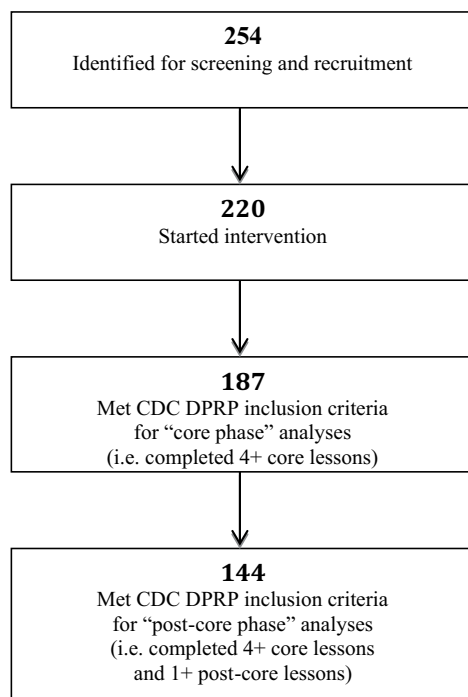 254
Identified for screening and recruitment
220
Started intervention
187
Met CDC DPRP inclusion criteria
for “core phase” analyses
(i.e. completed 4+ core lessons)
144
Met CDC DPRP inclusion criteria
for “post-core phase” analyses
(i.e. completed 4+ core lessons
and 1+ post-core lessons)